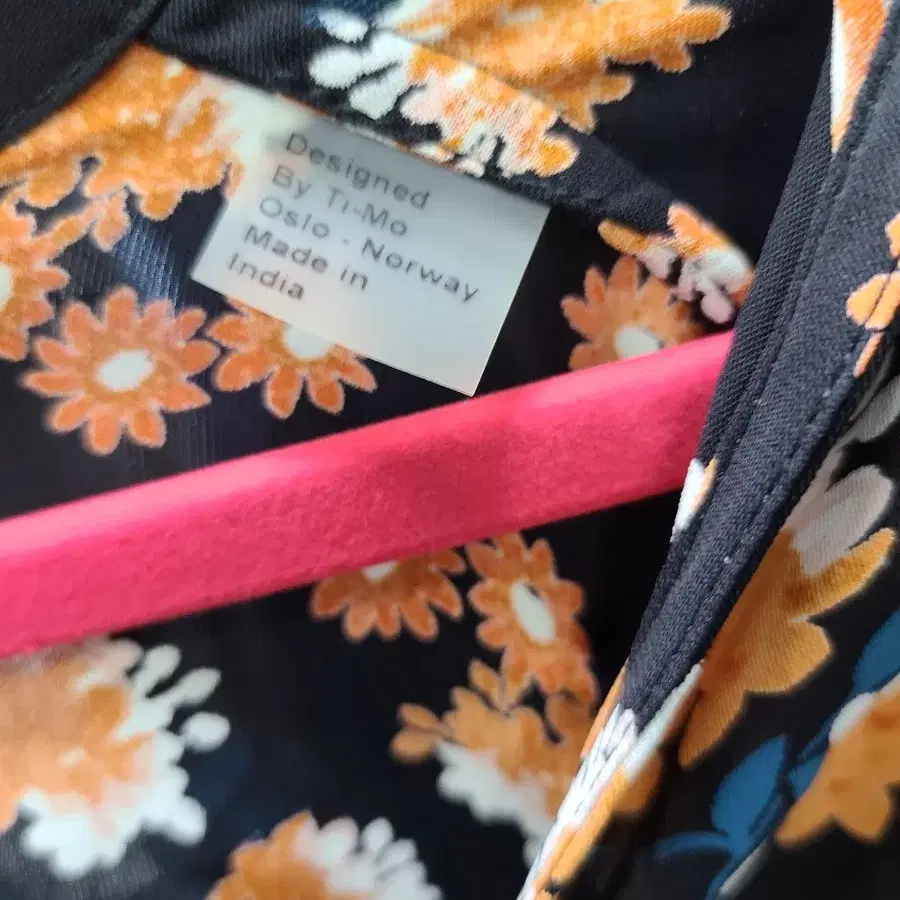 Designed
By Ti-Mo
Oslo - Norway
Made in
India